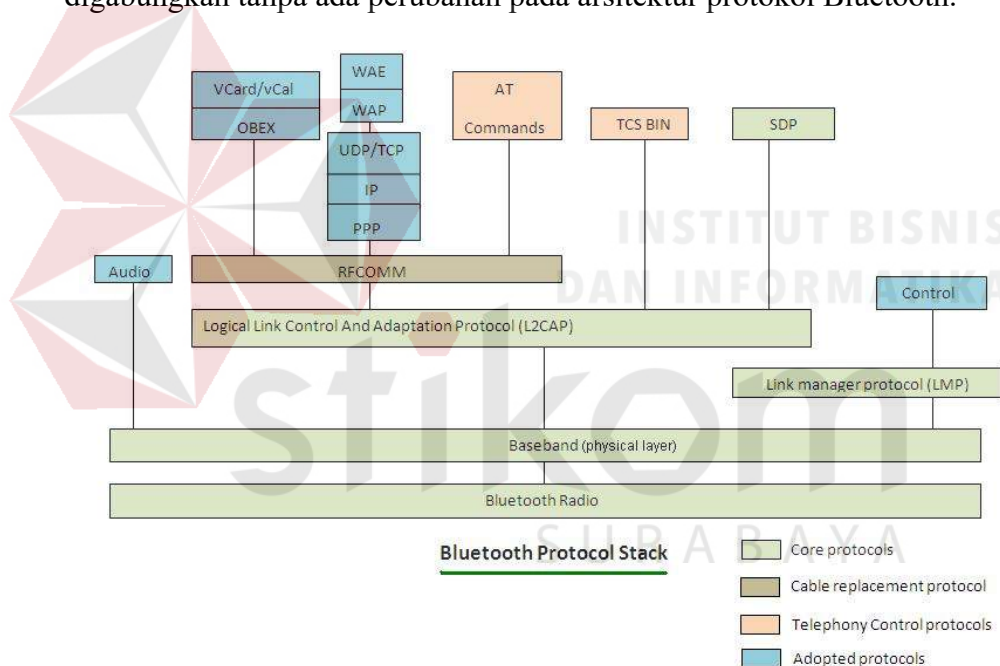 digabungkan tanpa ada perubahan pada arsitektur protokol Bluetooth.
WAE
VCard/vCal
AT
WAP
OBEX
Commands
TCS BIN
SDP
UDP/TCP
IP
PPP
INSTITUT BISNIS
DAN INFORMATIKA
Audio
RFCOMM
Control
Logical Link Control And Adaptation Protocol (L2CAP)
Link manager protocol (LMP)
stikom
Baseband (physical layer)
Bluetooth Radio
SURABAYA
Bluetooth Protocol Stack
Core protocols
Cable replacement protocol
Telephony Control protocols
Adopted protocols